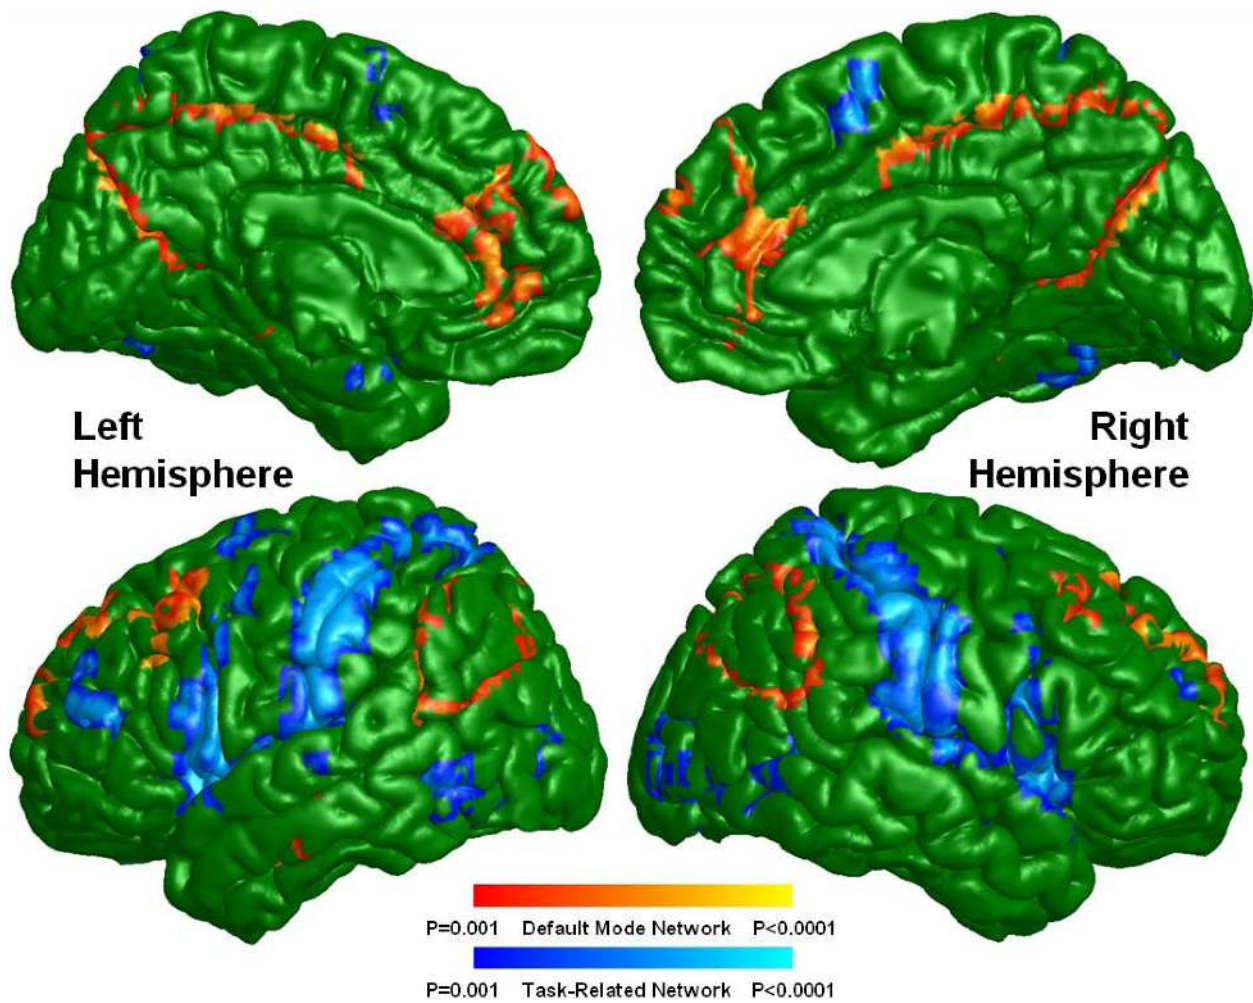 Left
Hemisphere
Right
Hemisphere
P=0.001 Default Mode Network P<0.0001
P=0.001 Task-Related Network P<0.0001